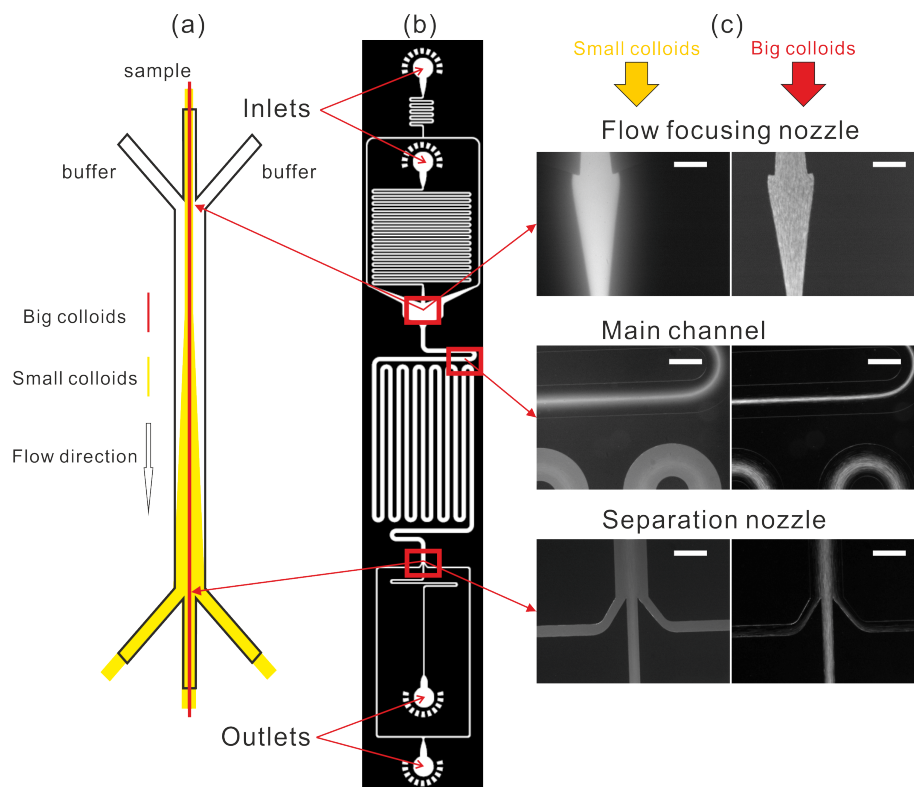 (a)
(b)
(c)
sample
Small colloids
Big colloids
Inlets
Flow focusing nozzle
buffer
buffer
Big colloids
Main channel
Small colloids
Flow direction
Separation nozzle
Outlets